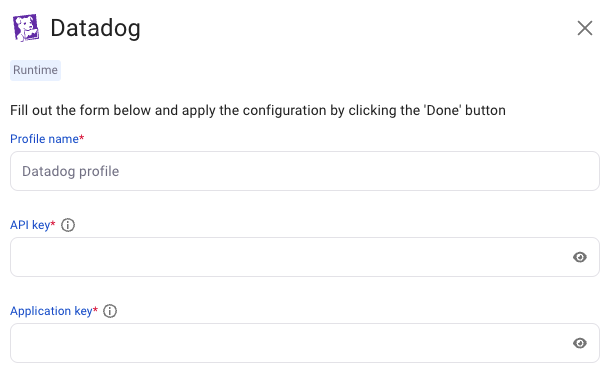 Datadog
Runtime
Fill out the form below and apply the configuration by clicking the 'Done' button
Profile name*
Datadog profile
API key*
Application key*